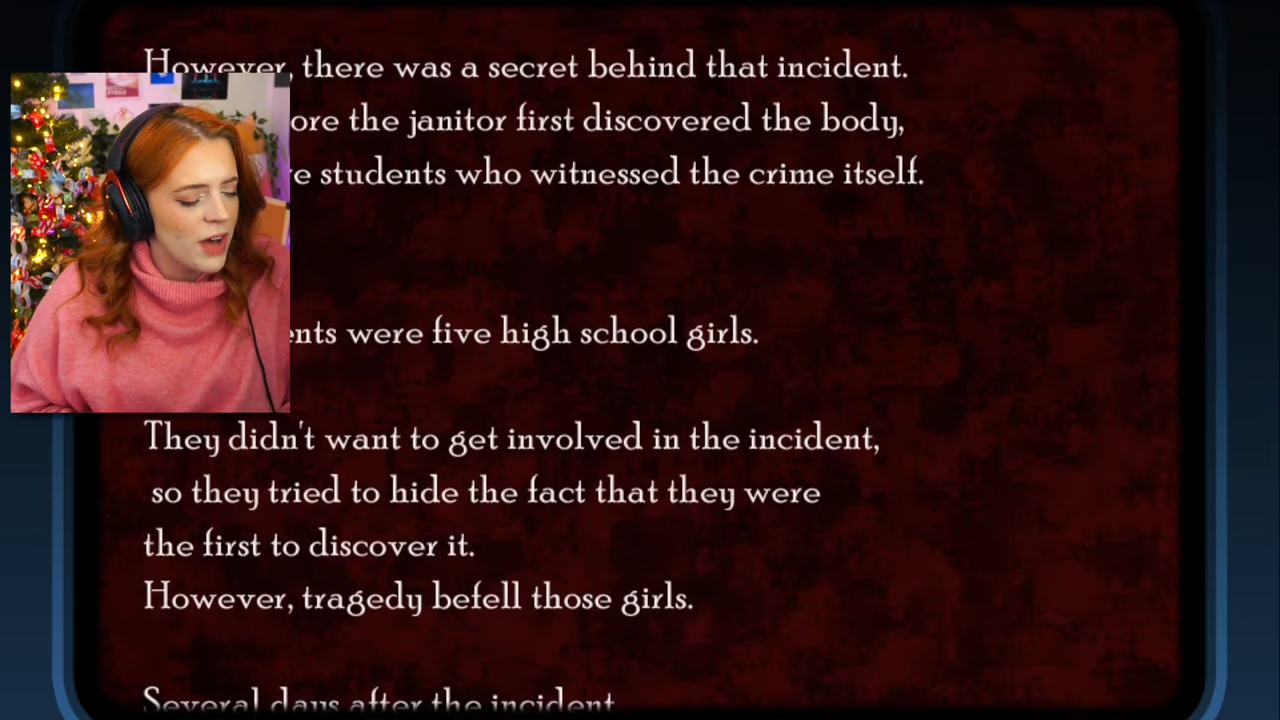 However, there was a secret behind that incident.
the janitor first discovered the body,
students who witnessed the crime itself.
were five high school girls.
They didn't want to get involved in the incident,
so they tried to hide the fact that they were
the first to discover it.
However, tragedy befell those girls.
Several days after the incident